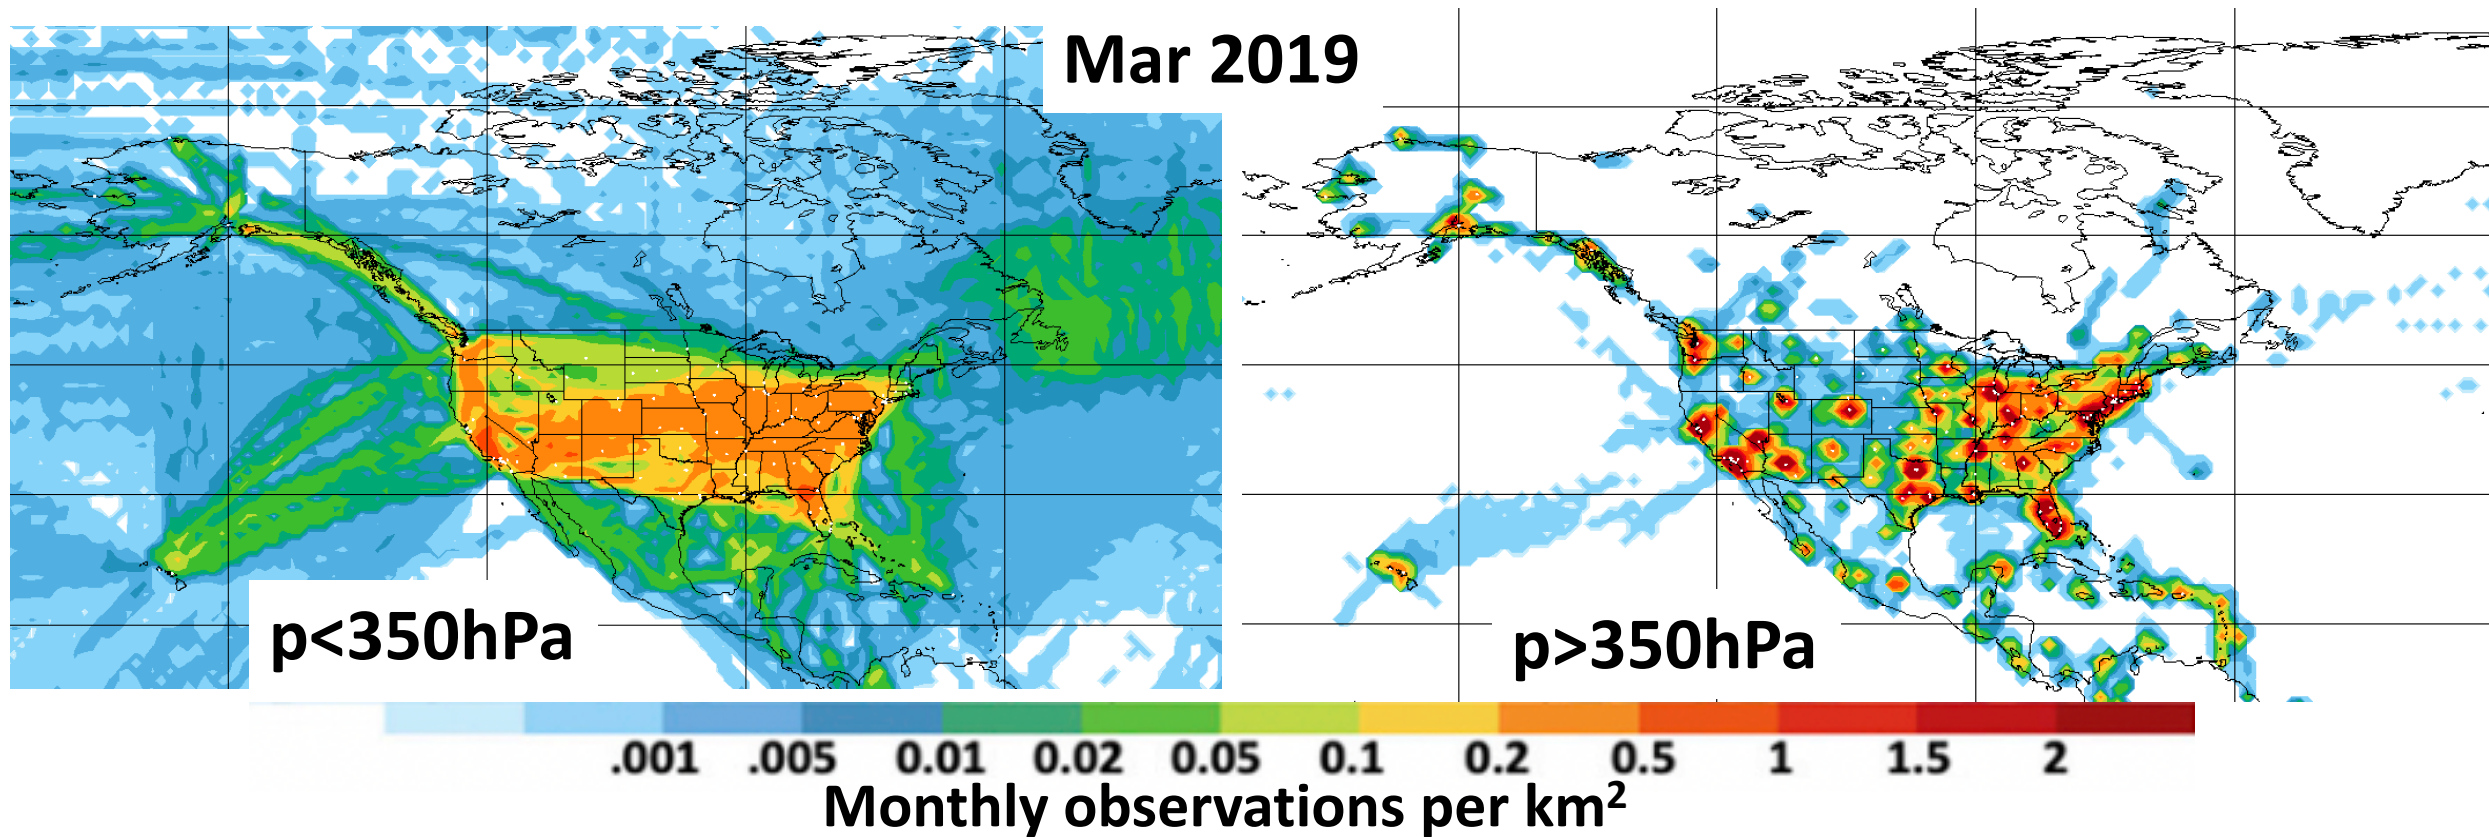 Mar 2019
p<350hPa
p>350hPa
.001 .005 0.01 0.02 0.05 0.1 0.2 0.5 1 1.5 2
Monthly observations per km²